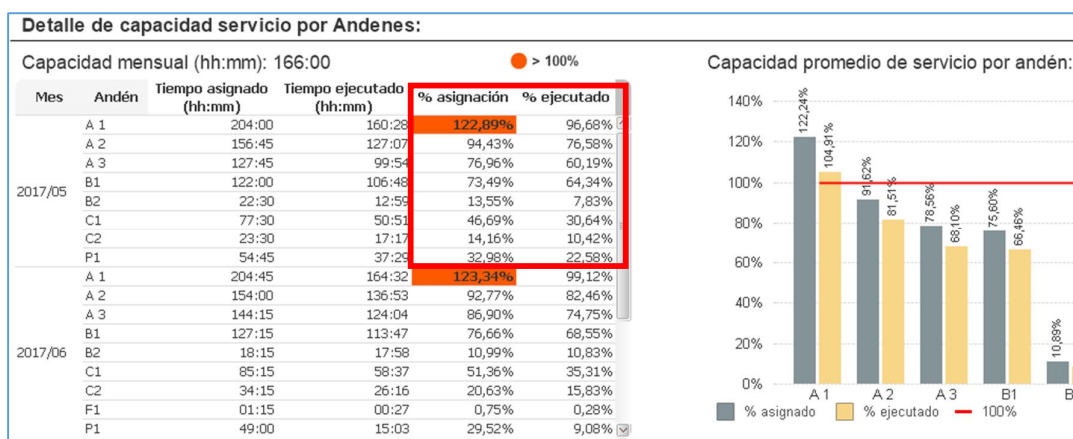 Detalle de capacidad servicio por Andenes:
Capacidad mensual (hh:mm): 166:00
> 100%
Mes Andén Tiempo asignado (hh:mm) Tiempo ejecutado (hh:mm) % asignación % ejecutado
2017/05
A 1 204:00 160:28 122,89% 96,68%
A 2 156:45 127:07 94,43% 76,58%
A 3 127:45 99:54 76,96% 60,19%
B1 122:00 106:48 73,49% 64,34%
B2 22:30 12:59 13,55% 7,83%
C1 77:30 50:51 46,69% 30,64%
C2 23:30 17:17 14,16% 10,42%
P1 54:45 37:29 32,98% 22,58%
2017/06
A 1 204:45 164:32 123,34% 99,12%
A 2 154:00 136:53 92,77% 82,46%
A 3 144:15 124:04 86,90% 74,75%
B1 127:15 113:47 76,66% 68,55%
B2 18:15 17:58 10,99% 10,83%
C1 85:15 58:37 51,36% 35,31%
C2 34:15 26:16 20,63% 15,83%
F1 01:15 00:27 0,75% 0,28%
P1 49:00 15:03 29,52% 9,08%
Capacidad promedio de servicio por andén:
140%
120%
100%
80%
60%
40%
20%
0%
122,24%
104,91%
91,62%
81,51%
78,56%
68,10%
75,60%
66,46%
10,89%
A 1 A 2 A 3 B1 B
% asignado % ejecutado 100%